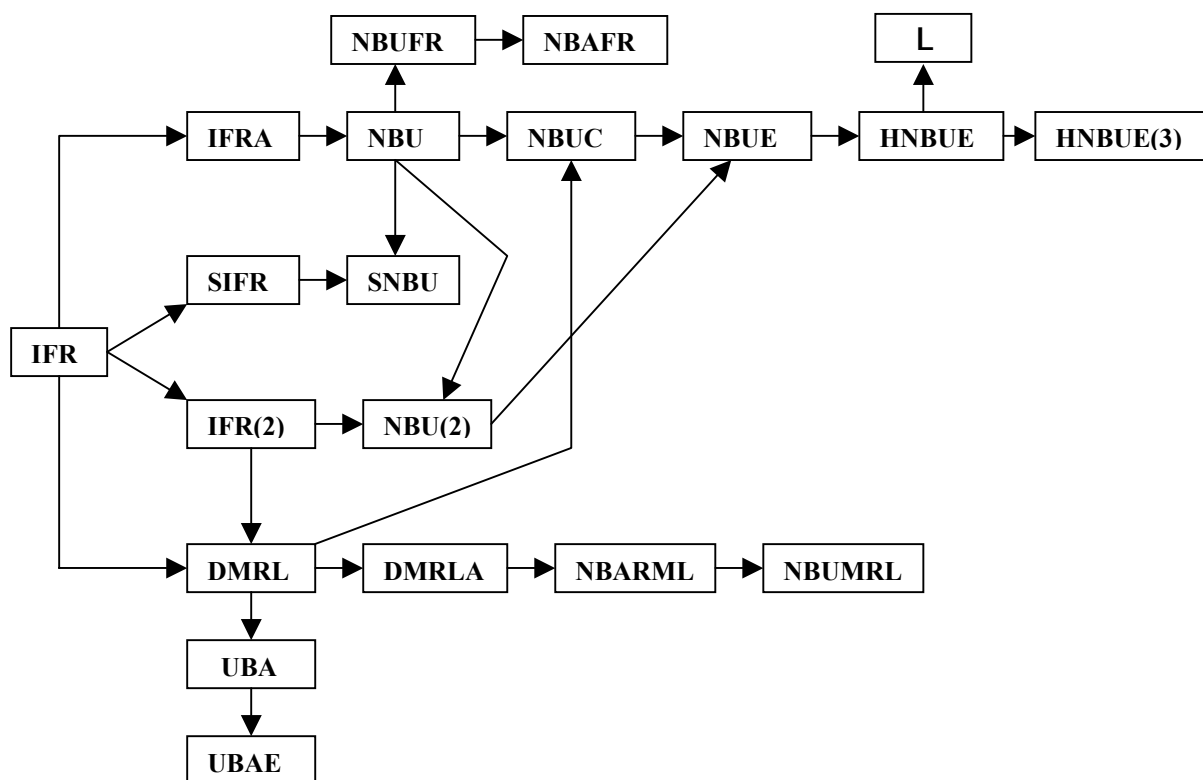 NBUFR
NBAFR
L
IFRA
NBU
NBUC
NBUE
HNBUE
HNBUE(3)
SIFR
SNBU
IFR
IFR(2)
NBU(2)
DMRL
DMRLA
NBARML
NBUMRL
UBA
UBAE